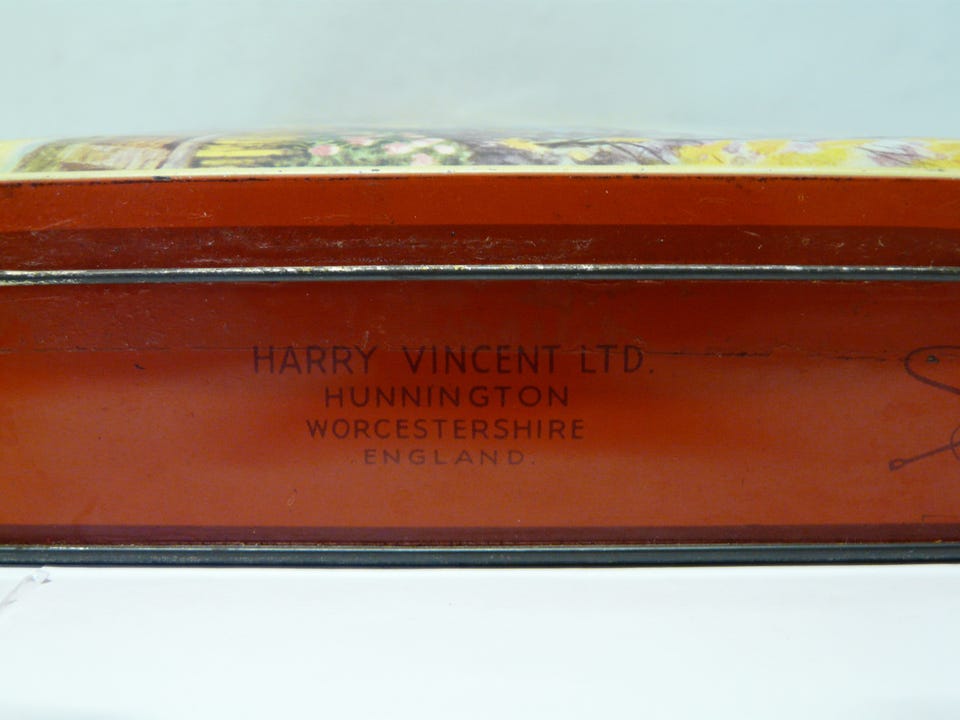 HARRY VINCENT LTD.
HUNNINGTON
WORCESTERSHIRE
ENGLAND.